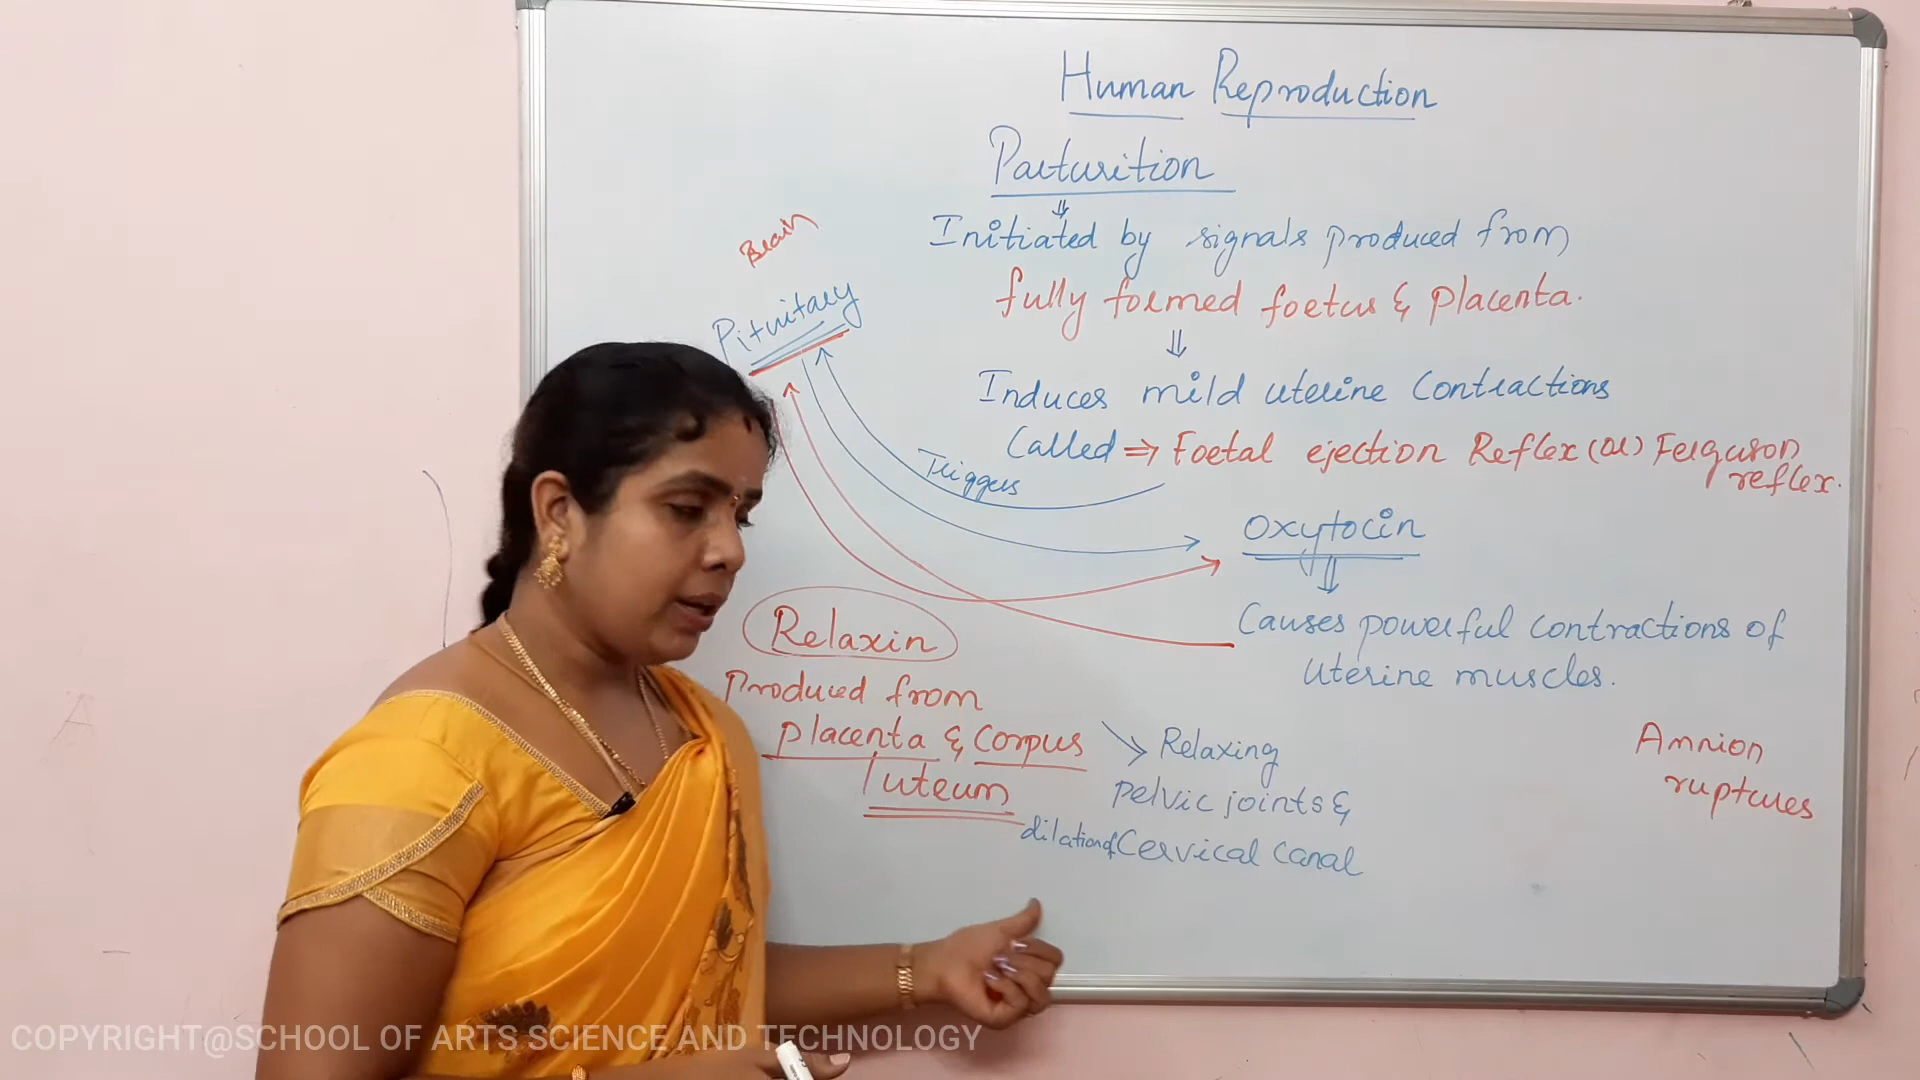 Human Reproduction
Parturition
⇓
Initiated by signals produced from
fully formed foetus & placenta.
⇓
Induces mild uterine contractions
Called ⇒ Foetal ejection Reflex (or) Ferguson
reflex.
Brain
Pituitary
Triggers
Oxytocin
⇓
Causes powerful contractions of
uterine muscles.
Relaxin
Produced from
placenta & Corpus
luteum
Relaxing
pelvic joints &
dilation of Cervical canal
Amnion
ruptures
COPYRIGHT@SCHOOL OF ARTS SCIENCE AND TECHNOLOGY